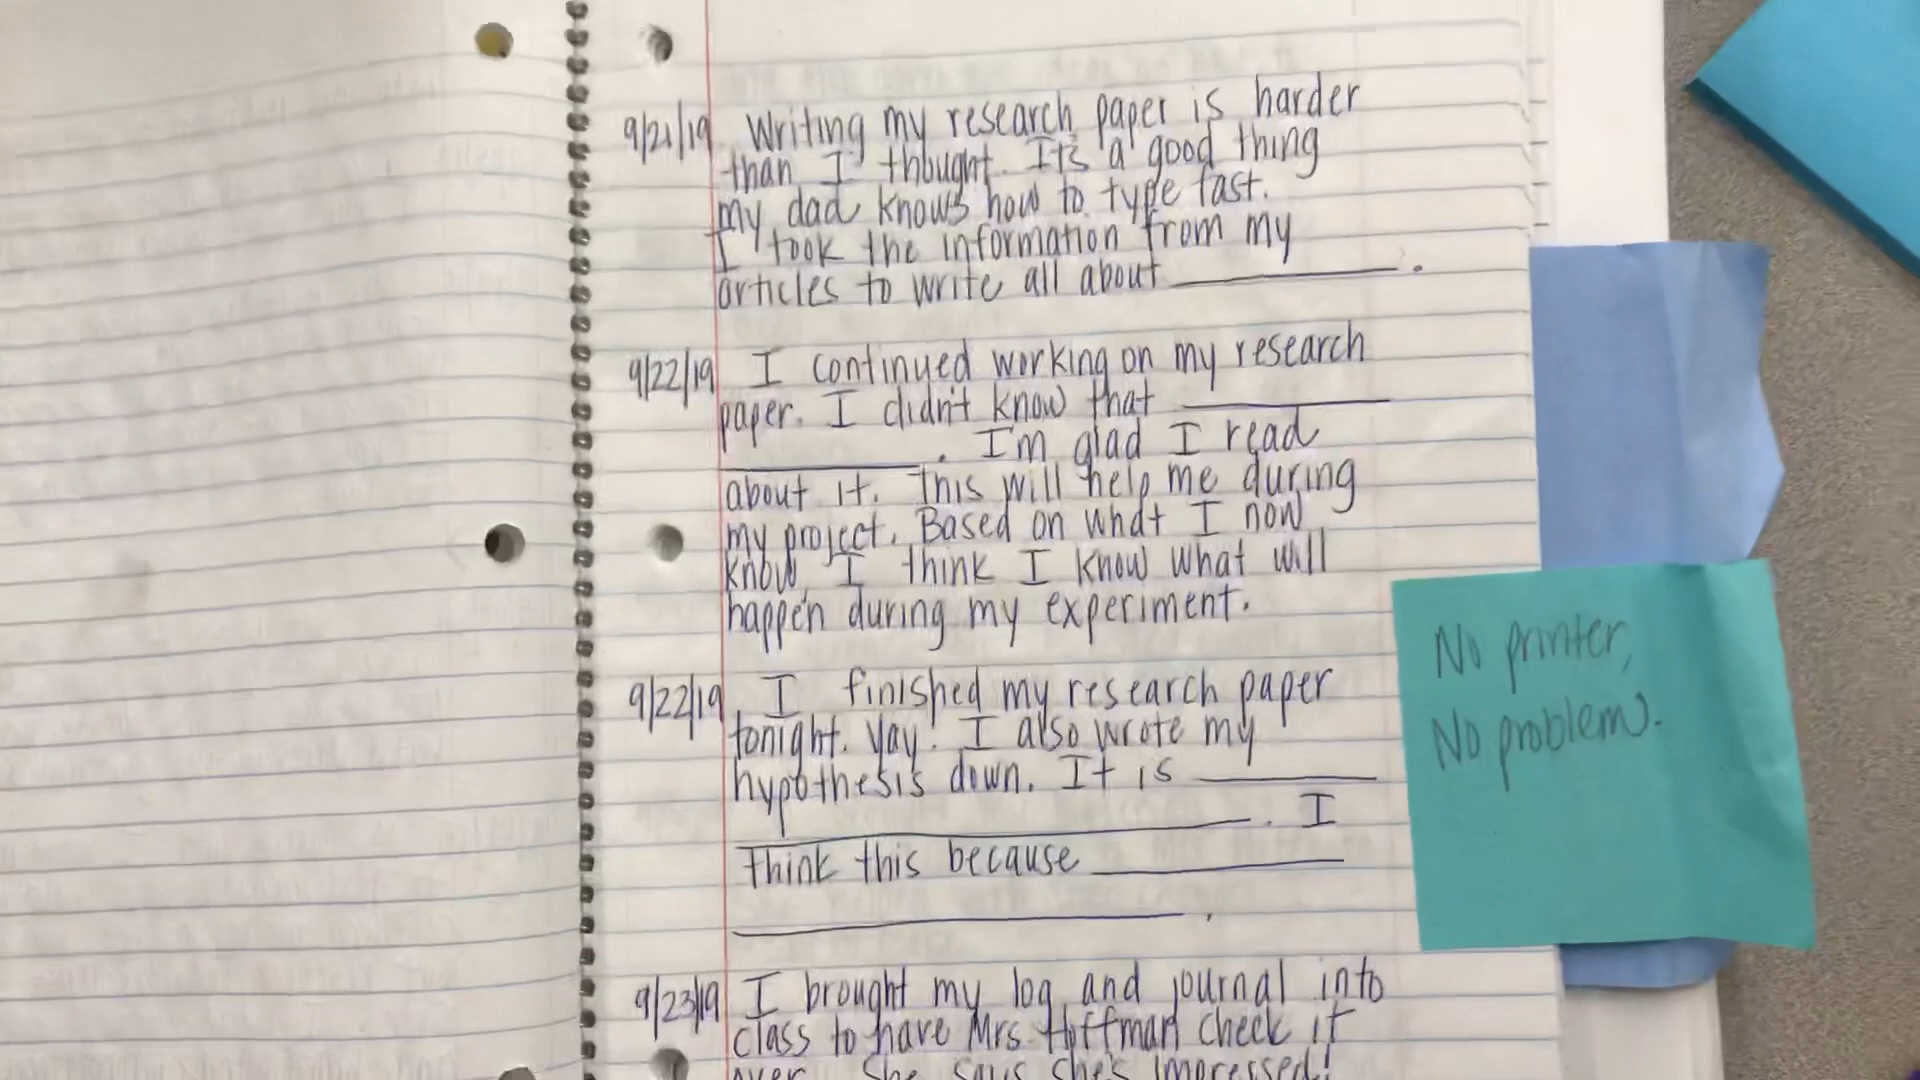 9/21/19 Writing my research paper is harder
than I thought. It's a good thing
my dad knows how to type fast.
I took the information from my
articles to write all about ________.
9/22/19 I continued working on my research
paper. I didn't know that ________
________. I'm glad I read
about it. This will help me during
my project. Based on what I now
know, I think I know what will
happen during my experiment.
9/22/19 I finished my research paper
tonight. Yay! I also wrote my
hypothesis down. It is ________
________. I
think this because ________
________.
9/23/19 I brought my log and journal into
class to have Mrs. Hoffman check it
over. She says she's impressed!
No printer,
No problem.